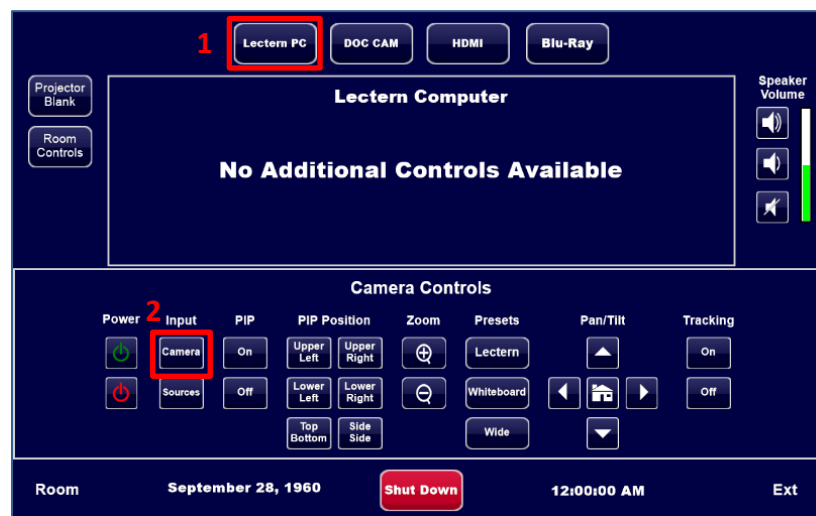 1
Lectern PC
DOC CAM
HDMI
Blu-Ray
Projector
Blank
Room
Controls
Lectern Computer
No Additional Controls Available
Speaker
Volume
Camera Controls
Power
2
Input
PIP
PIP Position
Zoom
Presets
Pan/Tilt
Tracking
Camera
On
Upper
Left
Upper
Right
Lectern
On
Sources
Off
Lower
Left
Lower
Right
Whiteboard
Off
Top
Bottom
Side
Side
Wide
Room
September 28, 1960
Shut Down
12:00:00 AM
Ext